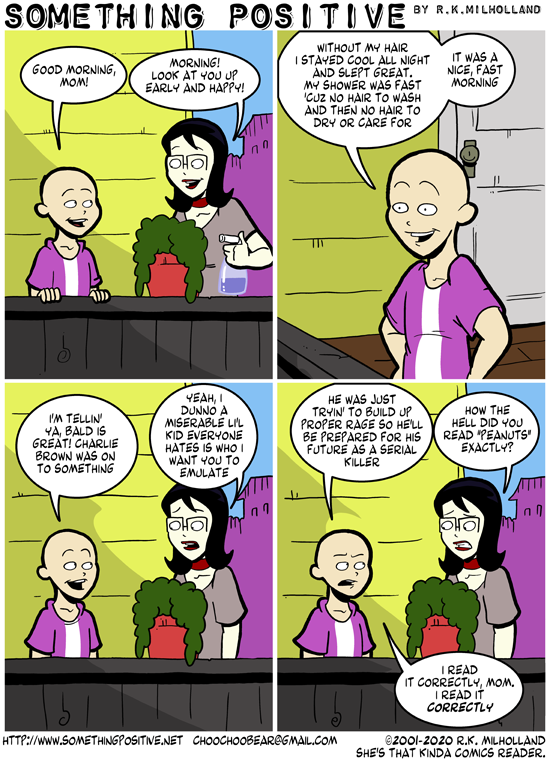 SOMETHING POSITIVE BY R.K.MILHOLLAND
GOOD MORNING,
MOM!
MORNING!
LOOK AT YOU UP
EARLY AND HAPPY!
WITHOUT MY HAIR
I STAYED COOL ALL NIGHT
AND SLEPT GREAT.
MY SHOWER WAS FAST
'CUZ NO HAIR TO WASH
AND THEN NO HAIR TO
DRY OR CARE FOR
IT WAS A
NICE, FAST
MORNING
I'M TELLIN'
YA, BALD IS
GREAT! CHARLIE
BROWN WAS ON
TO SOMETHING
YEAH, I
DUNNO A
MISERABLE LI'L
KID EVERYONE
HATES IS WHO I
WANT YOU TO
EMULATE
HE WAS JUST
TRYIN' TO BUILD UP
PROPER RAGE SO HE'LL
BE PREPARED FOR HIS
FUTURE AS A SERIAL
KILLER
HOW THE
HELL DID YOU
READ "PEANUTS"
EXACTLY?
I READ
IT CORRECTLY, MOM.
I READ IT
CORRECTLY
HTTP://WWW.SOMETHINGPOSITIVE.NET CHOOCHOOBEAR@GMAIL.COM
©2001-2020 R.K. MILHOLLAND
SHE'S THAT KINDA COMICS READER.